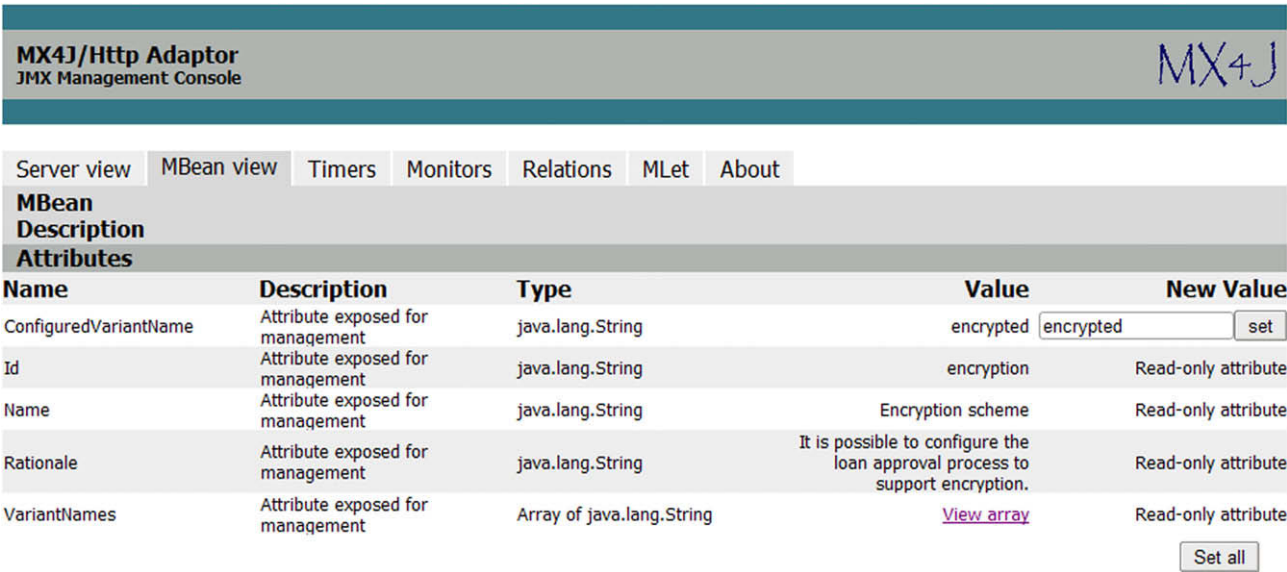 MX4J/Http Adaptor
JMX Management Console
MX4J
Server view MBean view Timers Monitors Relations MLet About
MBean
Description
Attributes
Name Description Type Value New Value
ConfiguredVariantName Attribute exposed for management java.lang.String encrypted encrypted set
Id Attribute exposed for management java.lang.String encryption Read-only attribute
Name Attribute exposed for management java.lang.String Encryption scheme Read-only attribute
Rationale Attribute exposed for management java.lang.String It is possible to configure the loan approval process to support encryption. Read-only attribute
VariantNames Attribute exposed for management Array of java.lang.String View array Read-only attribute
Set all